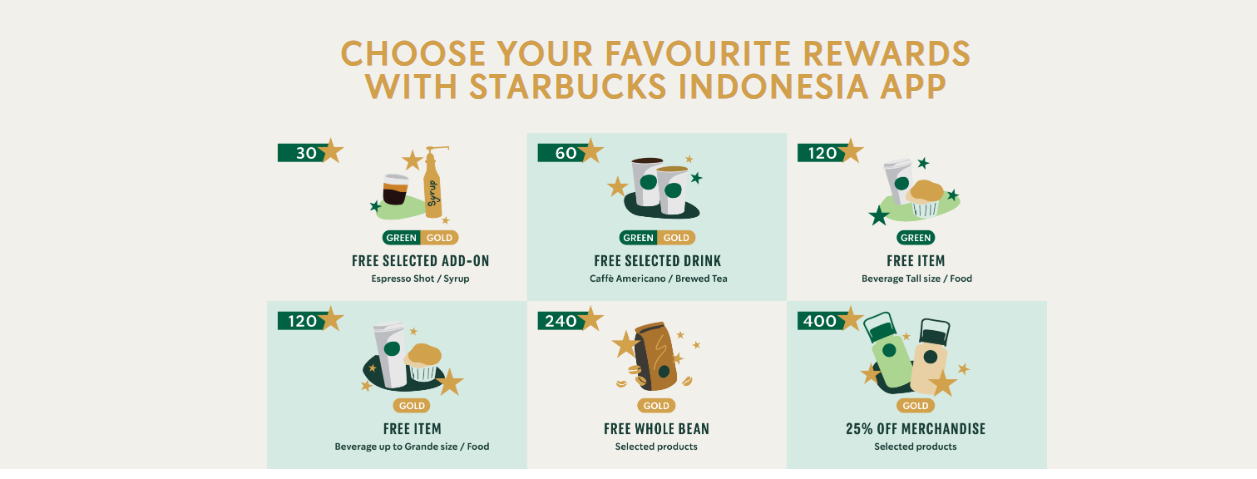 CHOOSE YOUR FAVOURITE REWARDS
WITH STARBUCKS INDONESIA APP
30
Syrup
GREEN GOLD
FREE SELECTED ADD-ON
Espresso Shot / Syrup
60
GREEN GOLD
FREE SELECTED DRINK
Caffè Americano / Brewed Tea
120
GREEN
FREE ITEM
Beverage Tall size / Food
120
GOLD
FREE ITEM
Beverage up to Grande size / Food
240
GOLD
FREE WHOLE BEAN
Selected products
400
GOLD
25% OFF MERCHANDISE
Selected products